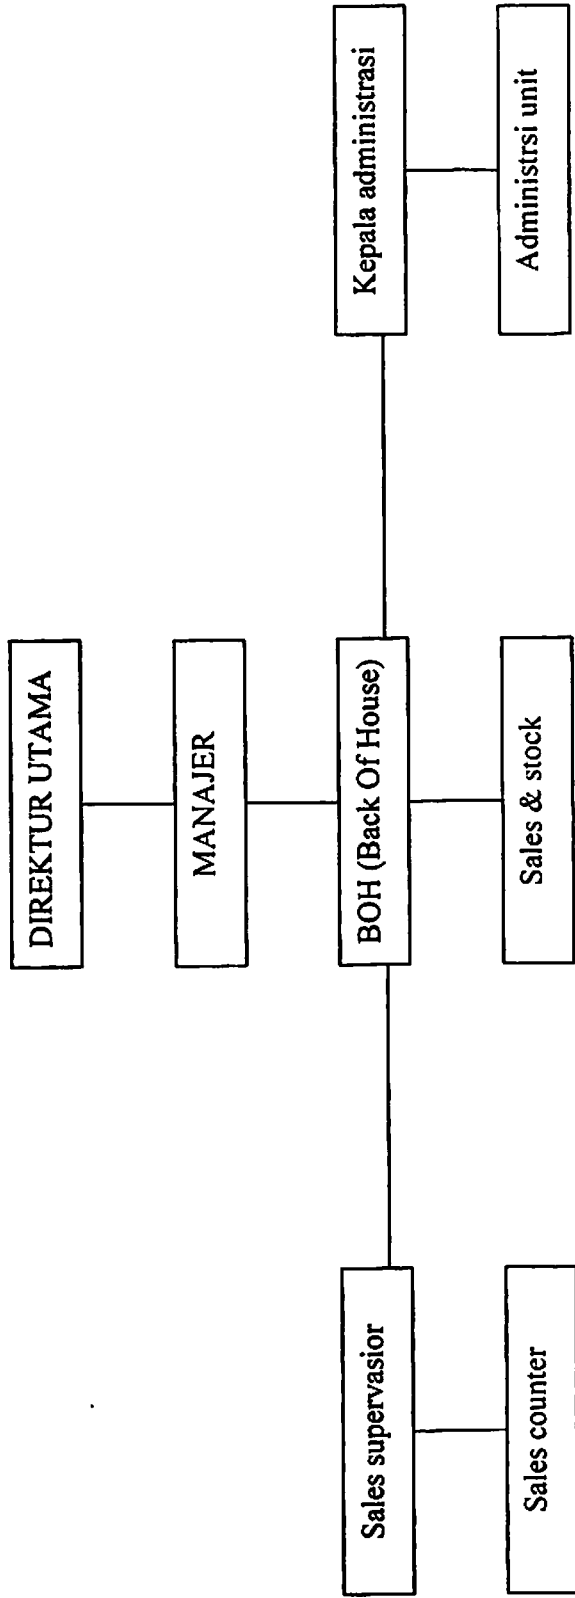 DIREKTUR UTAMA
MANAJER
Sales supervasior
BOH (Back Of House)
Kepala administrasi
Sales counter
Sales & stock
Administrsi unit